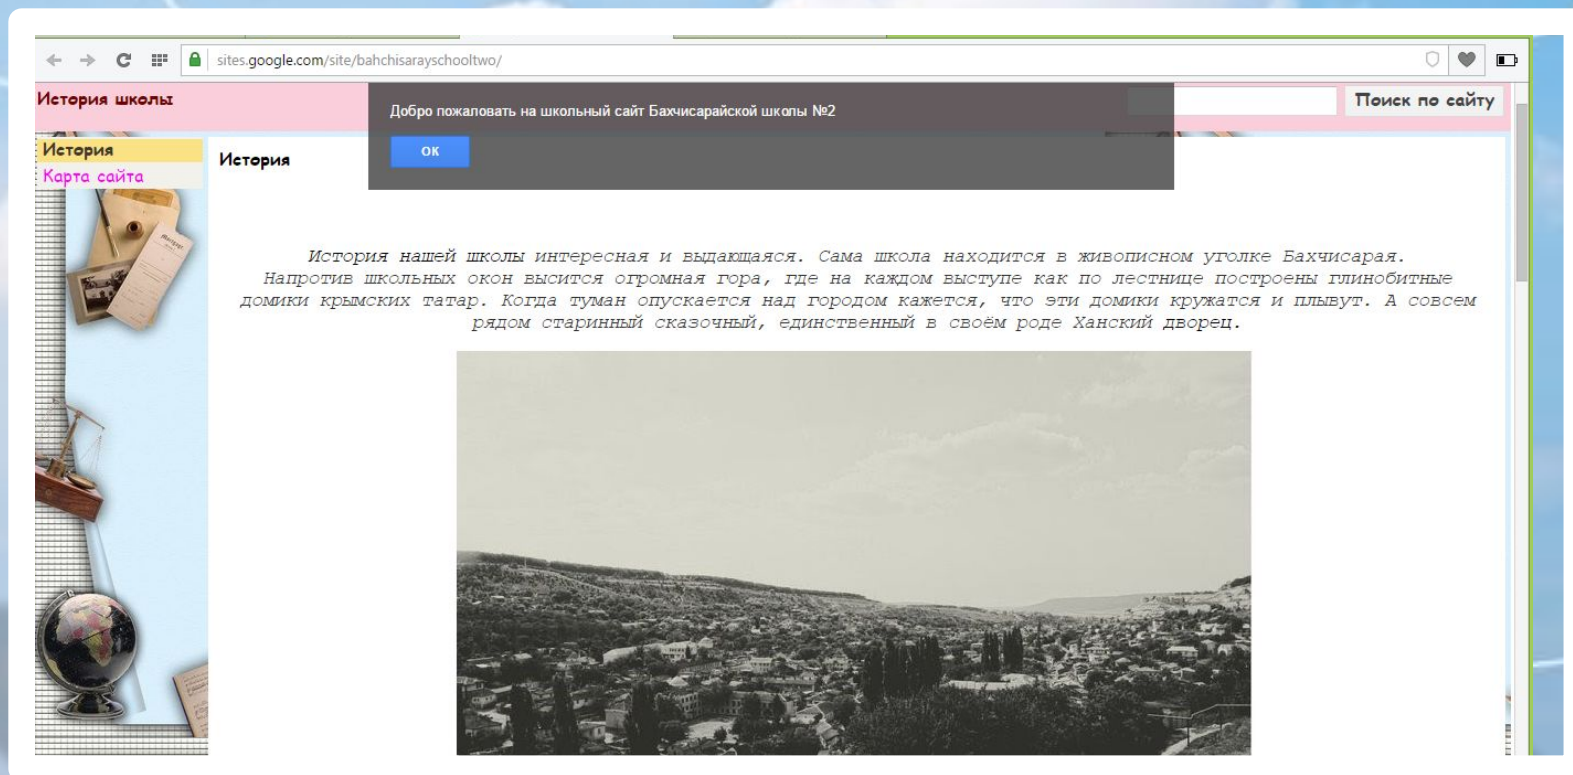 sites.google.com/site/bahchisarayschooltwo/
История школы
Добро пожаловать на школьный сайт Бахчисарайской школы №2
Поиск по сайту
ОК
История
Карта сайта
История
История нашей школы интересная и выдающаяся. Сама школа находится в живописном уголке Бахчисарая.
Напротив школьных окон высится огромная гора, где на каждом выступе как по лестнице построены глинобитные
домики крымских татар. Когда туман опускается над городом кажется, что эти домики кружатся и плывут. А совсем
рядом старинный сказочный, единственный в своём роде Ханский дворец.